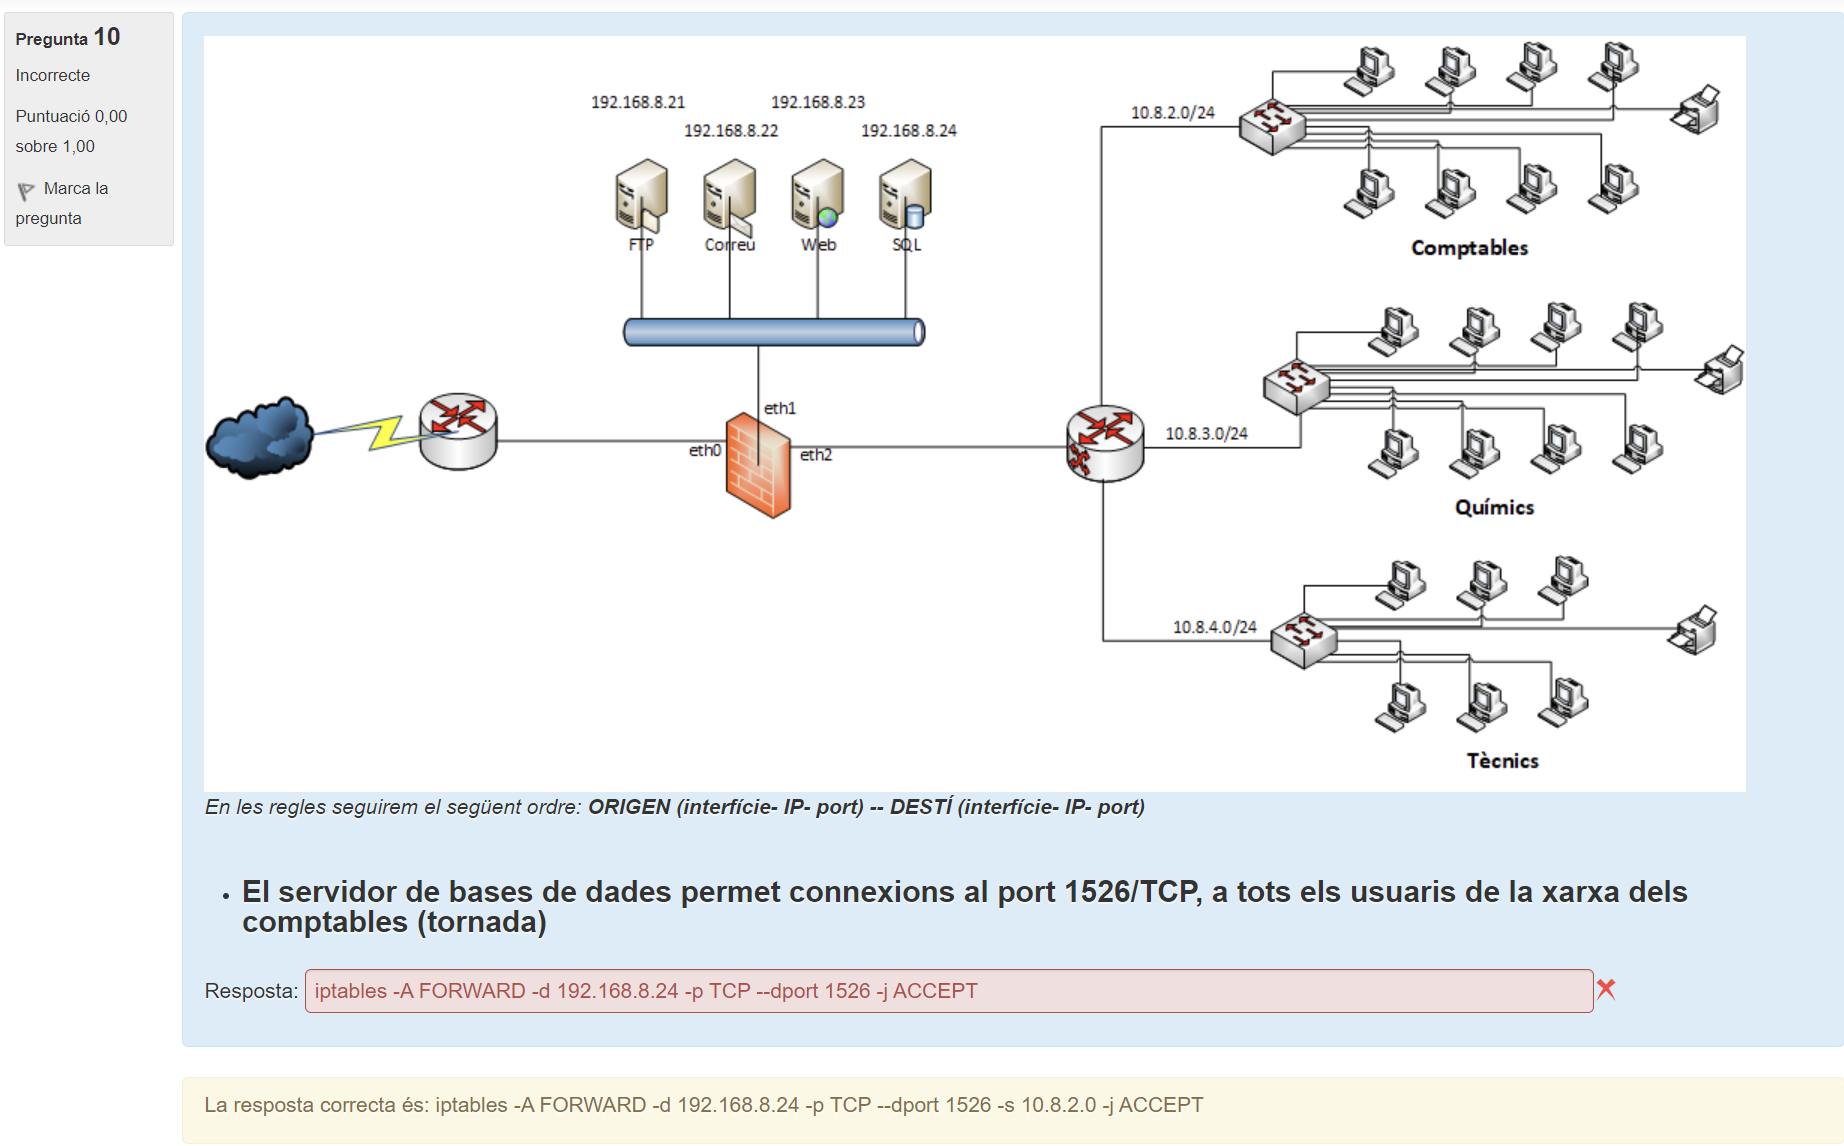 Pregunta 10
Incorrecte
Puntuació 0,00
sobre 1,00
Marca la
pregunta
192.168.8.21
192.168.8.23
192.168.8.22
192.168.8.24
FTP
Correu
Web
SQL
eth1
eth0
eth2
10.8.2.0/24
Comptables
10.8.3.0/24
Químics
10.8.4.0/24
Tècnics
En les regles seguirem el següent ordre: ORIGEN (interfície- IP- port) -- DESTÍ (interfície- IP- port)
• El servidor de bases de dades permet connexions al port 1526/TCP, a tots els usuaris de la xarxa dels
comptables (tornada)
Resposta: iptables -A FORWARD -d 192.168.8.24 -p TCP --dport 1526 -j ACCEPT
La resposta correcta és: iptables -A FORWARD -d 192.168.8.24 -p TCP --dport 1526 -s 10.8.2.0 -j ACCEPT